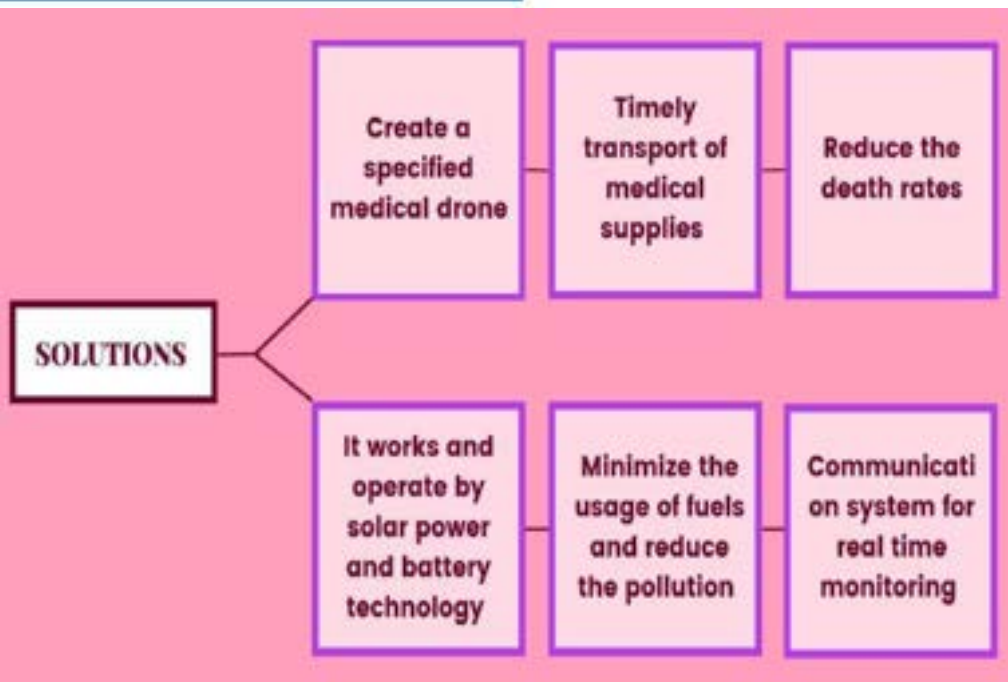 SOLUTIONS
Create a
specified
medical drone
Timely
transport of
medical
supplies
Reduce the
death rates
It works and
operate by
solar power
and battery
technology
Minimize the
usage of fuels
and reduce
the pollution
Communicati
on system for
real time
monitoring